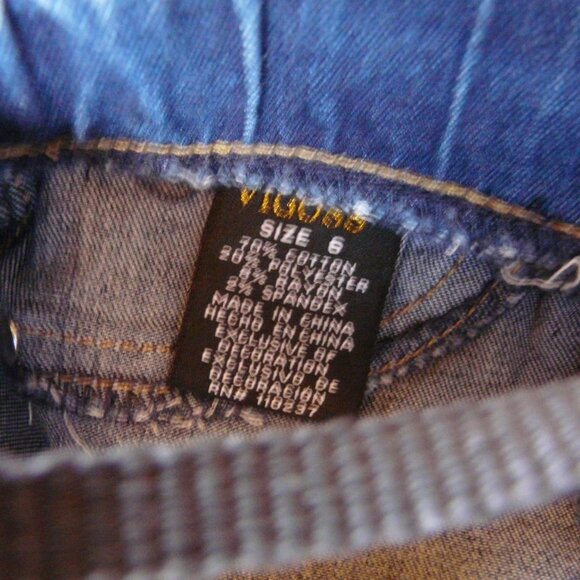 VIGOSS
SIZE 6
70% COTTON
20% POLYESTER
8% RAYON
2% SPANDEX
MADE IN CHINA
HECHO EN CHINA
EXCLUSIVE OF
DECORATION
EXCLUSIVO DE
DECORACION
RN# 118237